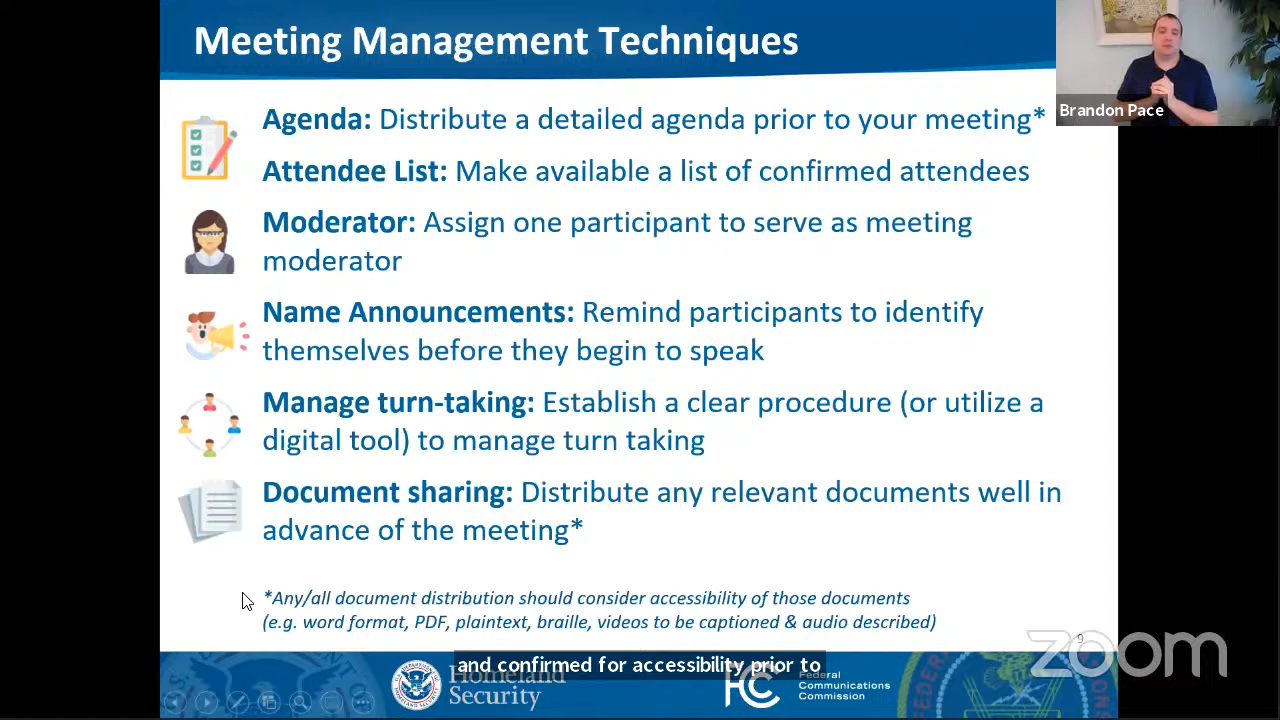 Meeting Management Techniques
Brandon Pace
Agenda: Distribute a detailed agenda prior to your meeting*
Attendee List: Make available a list of confirmed attendees
Moderator: Assign one participant to serve as meeting
moderator
Name Announcements: Remind participants to identify
themselves before they begin to speak
Manage turn-taking: Establish a clear procedure (or utilize a
digital tool) to manage turn taking
Document sharing: Distribute any relevant documents well in
advance of the meeting*
*Any/all document distribution should consider accessibility of those documents
(e.g. word format, PDF, plaintext, braille, videos to be captioned & audio described)
9
zoom
and confirmed for accessibility prior to
Homeland
Security
FC
Federal
Communications
Commission